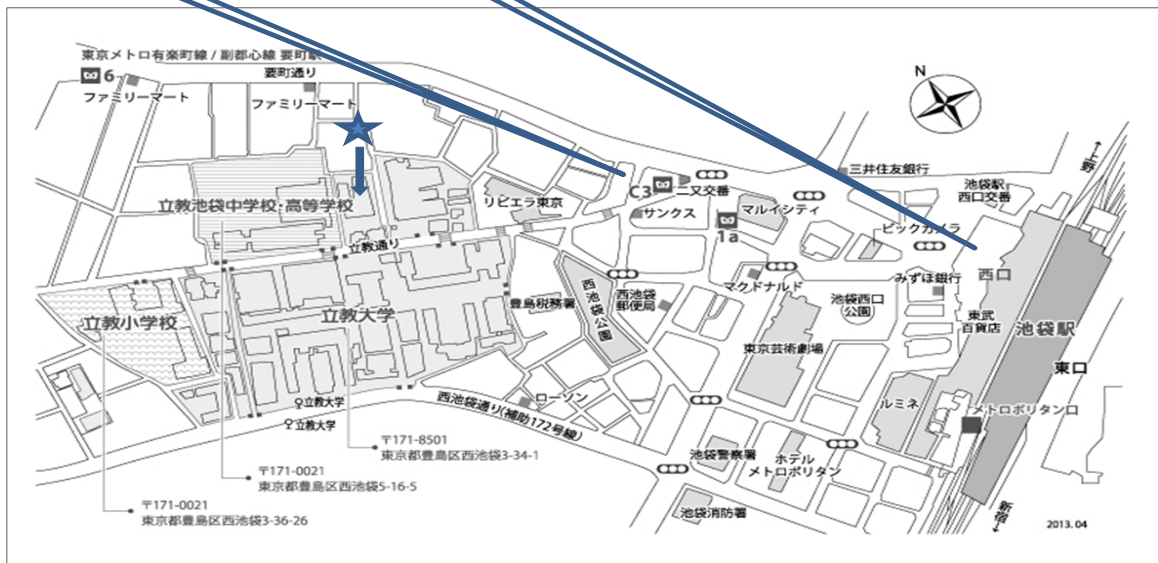 東京メトロ有楽町線 / 副都心線 要町駅
6
要町通り
ファミリーマート
ファミリーマート
N
三井住友銀行
←上野
C3
二又交番
池袋駅
西口交番
立教池袋中学校・高等学校
リビエラ東京
サンクス
マルイシティ
1a
ビックカメラ
立教通り
西口
みずほ銀行
マクドナルド
立教小学校
立教大学
豊島税務署
西池袋公園
西池袋
郵便局
池袋西口
公園
東武
百貨店
池袋駅
東京芸術劇場
東口
ルミネ
メトロポリタン口
立教大学
立教大学
ローソン
西池袋通り(補助172号線)
〒171-8501
東京都豊島区西池袋3-34-1
池袋警察署
ホテル
メトロポリタン
〒171-0021
東京都豊島区西池袋5-16-5
〒171-0021
東京都豊島区西池袋3-36-26
池袋消防署
新宿→
2013.04